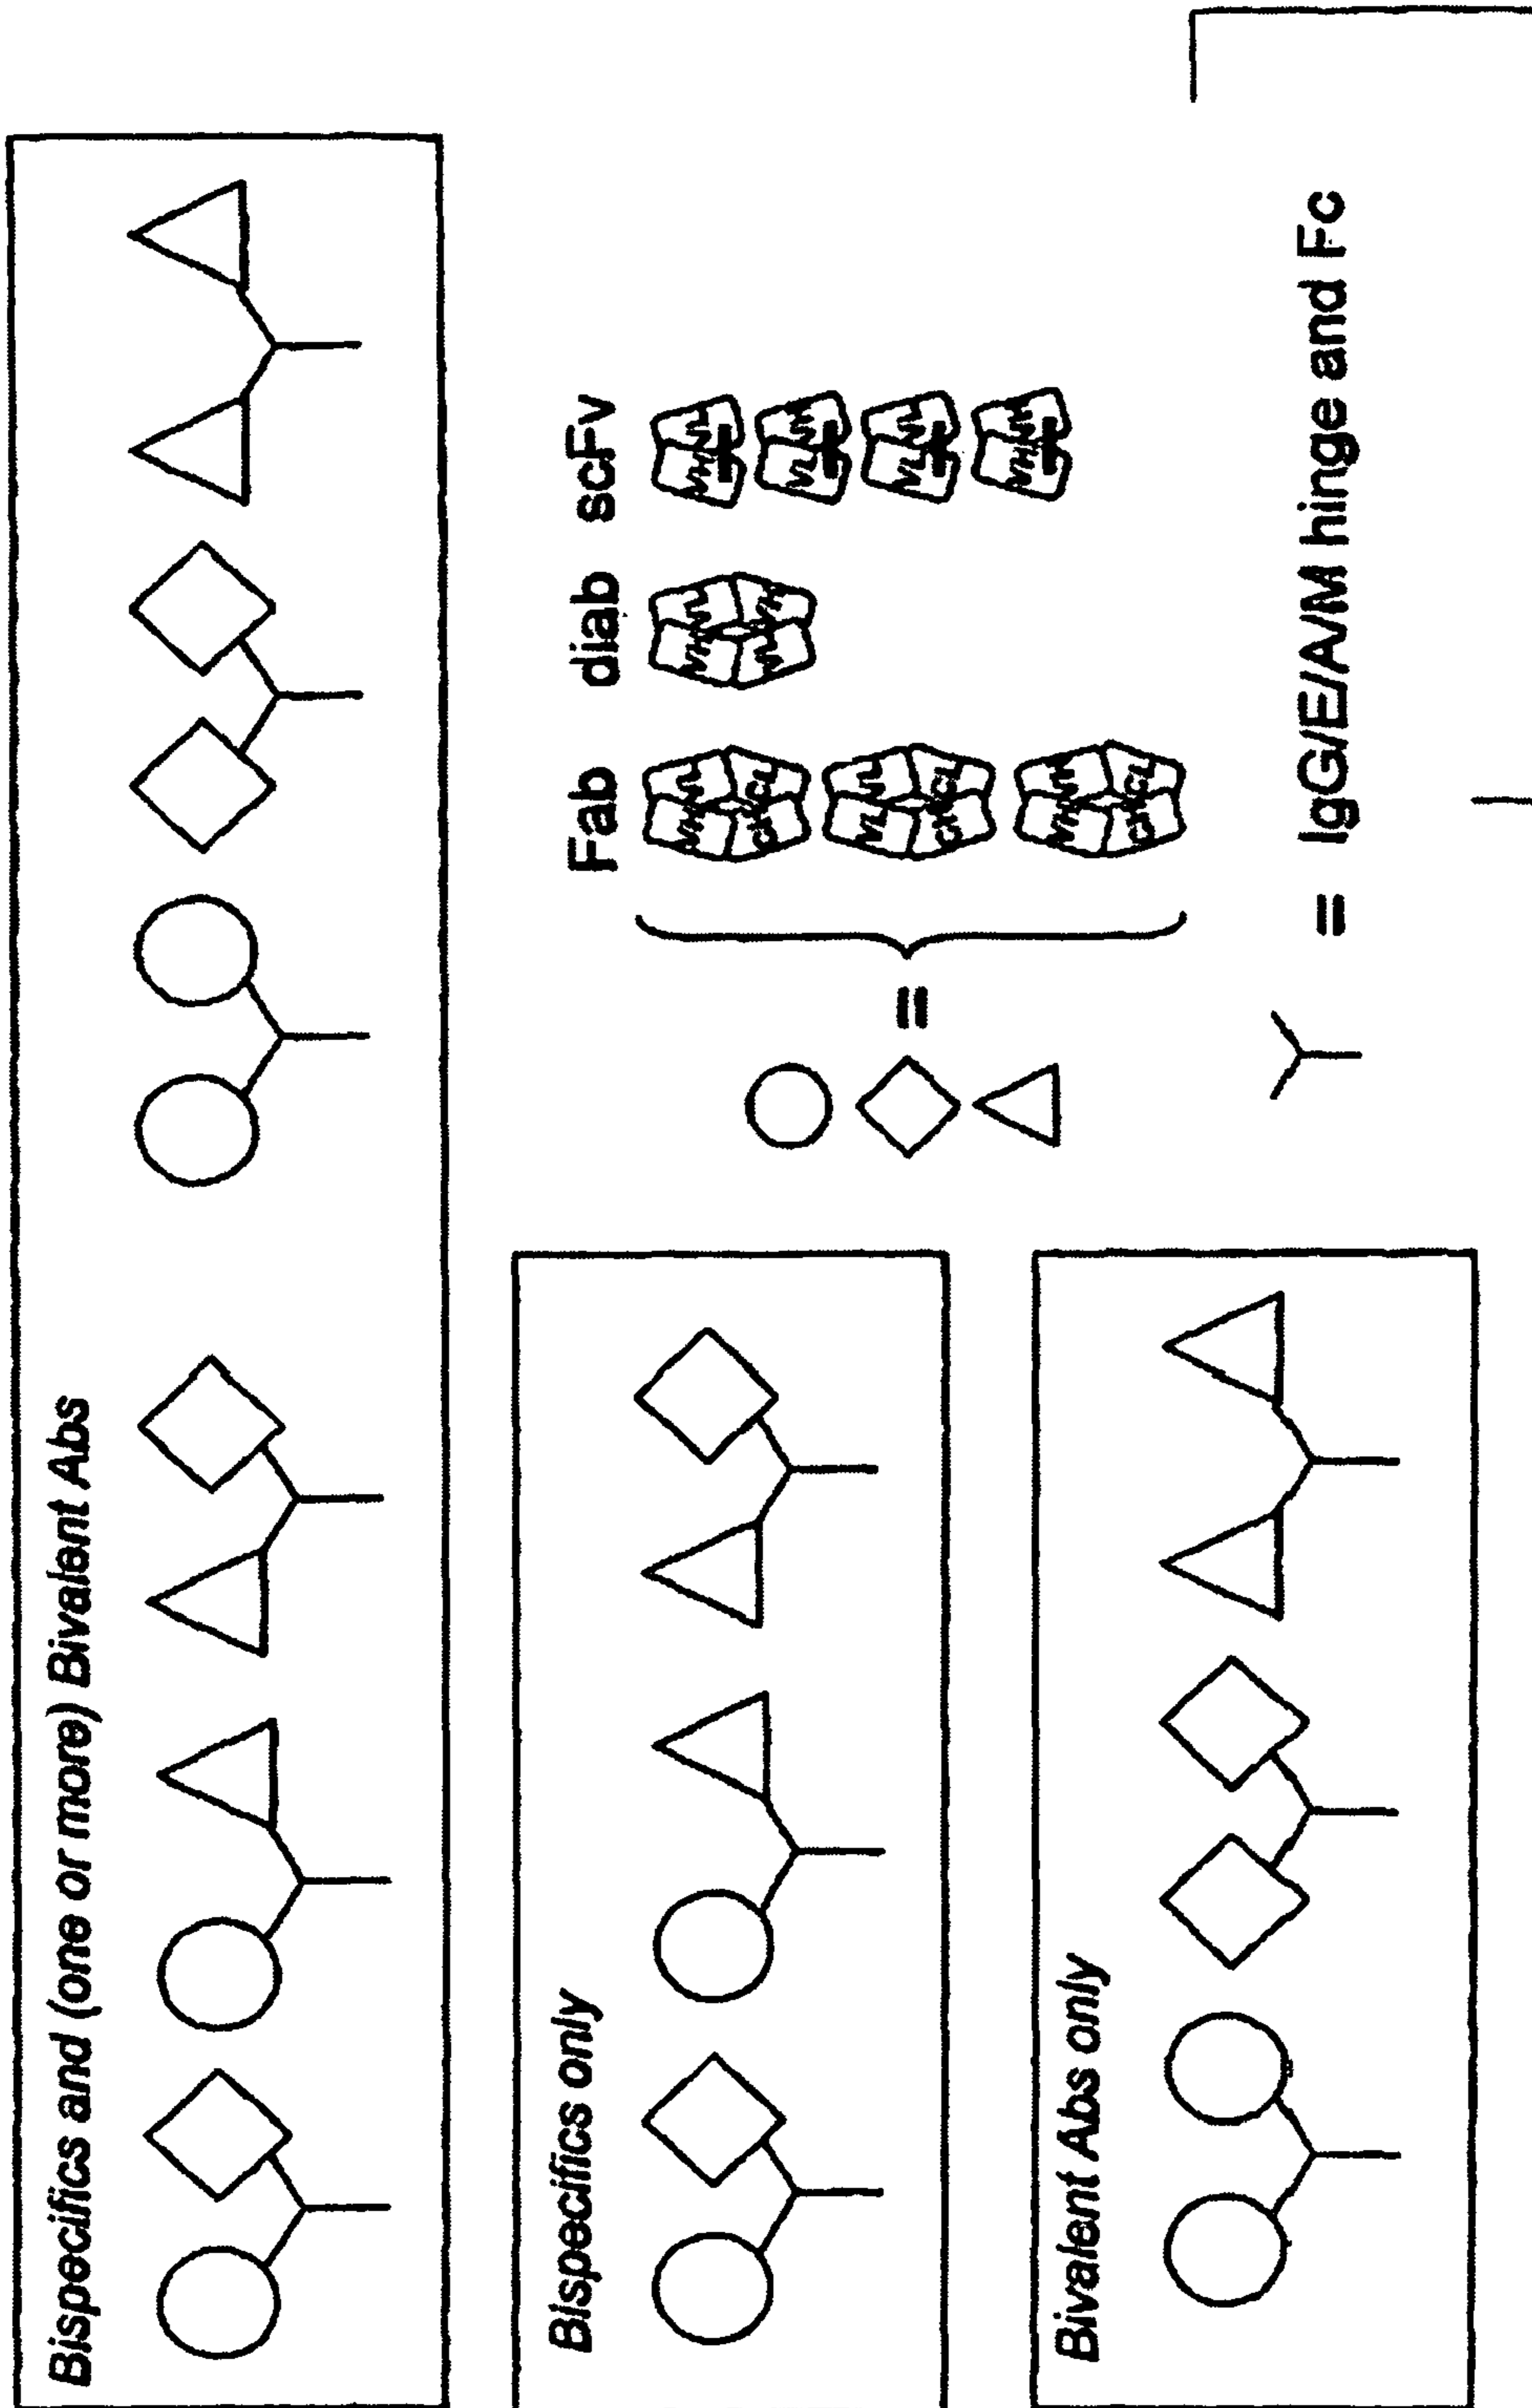 Bispecifics and (one or more) Bivalent Abs
Bispecifics only
Fab diab scFv
=
Bivalent Abs only
= IgG/E/A/M hinge and Fc